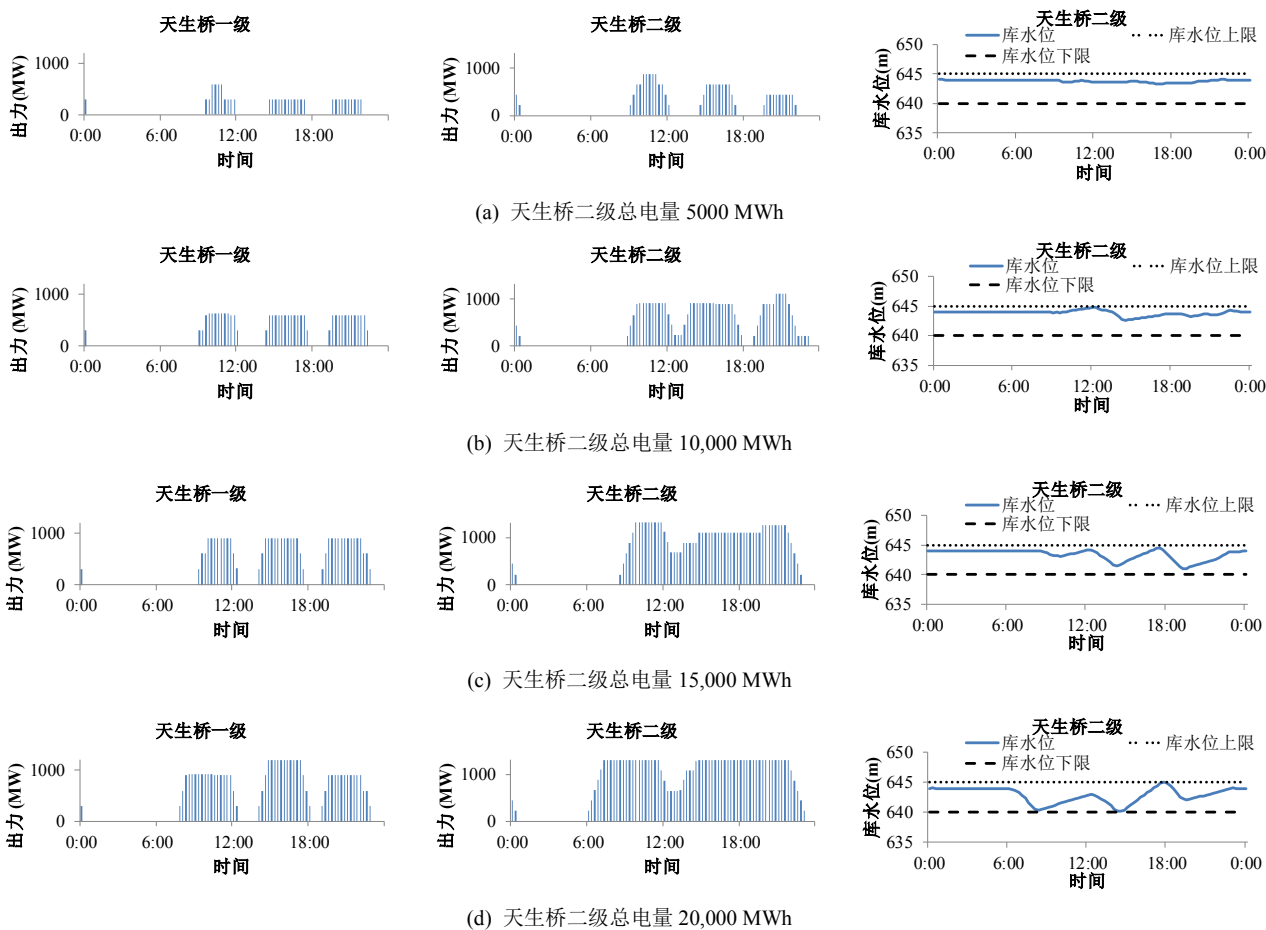 天生桥一级
出力 (MW)
1000
0
0:00 6:00 12:00 18:00
时间
天生桥二级
出力 (MW)
1000
0
0:00 6:00 12:00 18:00
时间
天生桥二级
库水位 库水位上限
库水位下限
库水位(m)
650
645
640
635
0:00 6:00 12:00 18:00 0:00
时间
(a) 天生桥二级总电量 5000 MWh
天生桥一级
出力 (MW)
1000
0
0:00 6:00 12:00 18:00
时间
天生桥二级
出力 (MW)
1000
0
0:00 6:00 12:00 18:00
时间
天生桥二级
库水位 库水位上限
库水位下限
库水位(m)
650
645
640
635
0:00 6:00 12:00 18:00 0:00
时间
(b) 天生桥二级总电量 10,000 MWh
天生桥一级
出力 (MW)
1000
0
0:00 6:00 12:00 18:00
时间
天生桥二级
出力 (MW)
1000
0
0:00 6:00 12:00 18:00
时间
天生桥二级
库水位 库水位上限
库水位下限
库水位(m)
650
645
640
635
0:00 6:00 12:00 18:00 0:00
时间
(c) 天生桥二级总电量 15,000 MWh
天生桥一级
出力 (MW)
1000
0
0:00 6:00 12:00 18:00
时间
天生桥二级
出力 (MW)
1000
0
0:00 6:00 12:00 18:00
时间
天生桥二级
库水位 库水位上限
库水位下限
库水位(m)
650
645
640
635
0:00 6:00 12:00 18:00 0:00
时间
(d) 天生桥二级总电量 20,000 MWh